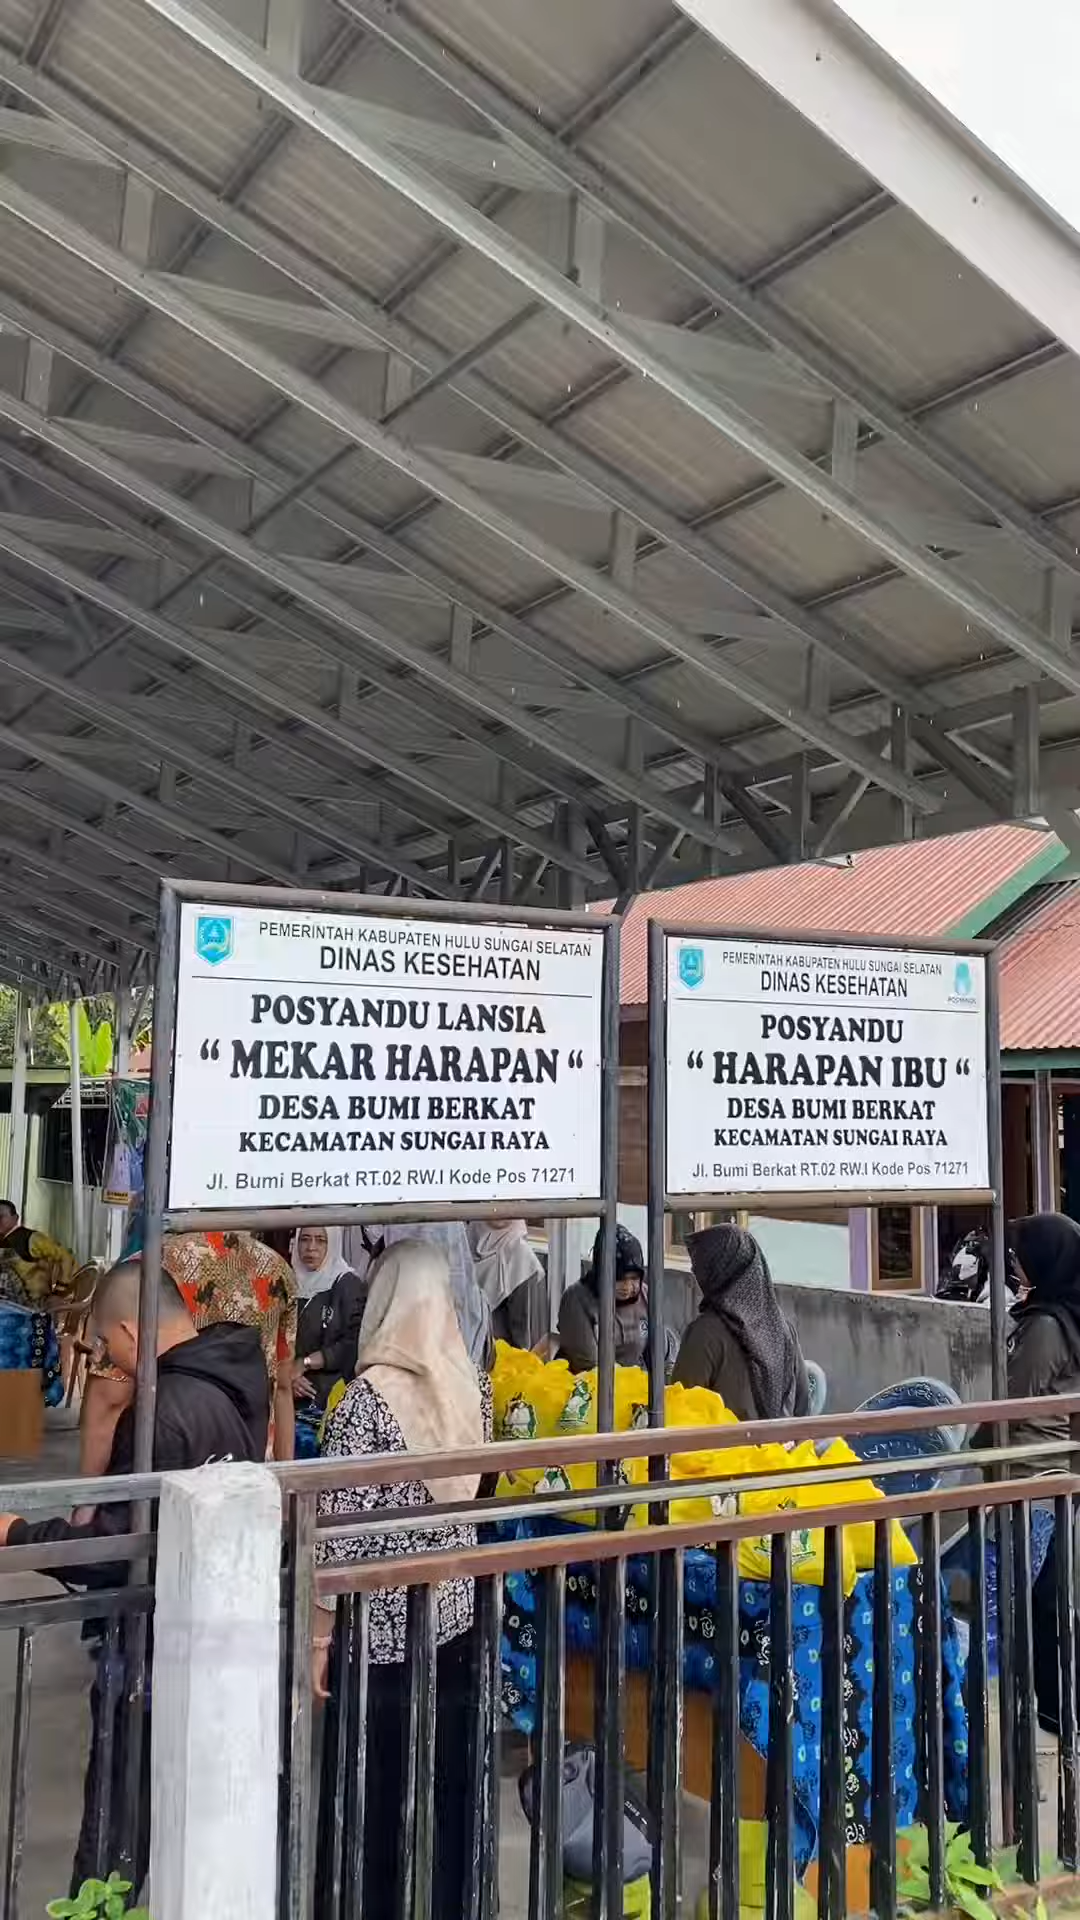 PEMERINTAH KABUPATEN HULU SUNGAI SELATAN
DINAS KESEHATAN
POSYANDU LANSIA
“ MEKAR HARAPAN “
DESA BUMI BERKAT
KECAMATAN SUNGAI RAYA
Jl. Bumi Berkat RT.02 RW.I Kode Pos 71271
PEMERINTAH KABUPATEN HULU SUNGAI SELATAN
DINAS KESEHATAN
POSYANDU
POSYANDU
“ HARAPAN IBU “
DESA BUMI BERKAT
KECAMATAN SUNGAI RAYA
Jl. Bumi Berkat RT.02 RW.I Kode Pos 71271